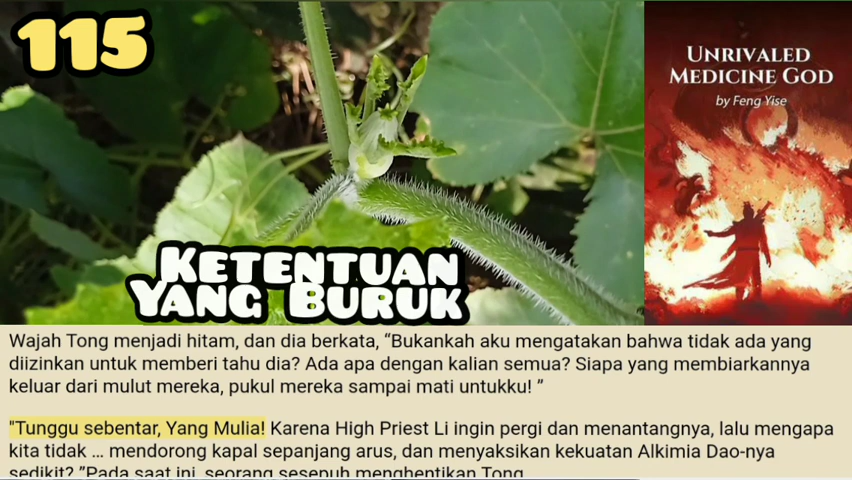 115
UNRIVALED
MEDICINE GOD
by Feng Yise
KETENTUAN
YANG BURUK
Wajah Tong menjadi hitam, dan dia berkata, “Bukankah aku mengatakan bahwa tidak ada yang
diizinkan untuk memberi tahu dia? Ada apa dengan kalian semua? Siapa yang membiarkannya
keluar dari mulut mereka, pukul mereka sampai mati untukku! ”
"Tunggu sebentar, Yang Mulia! Karena High Priest Li ingin pergi dan menantangnya, lalu mengapa
kita tidak … mendorong kapal sepanjang arus, dan menyaksikan kekuatan Alkimia Dao-nya
sedikit? ”Pada saat ini, seorang sesepuh menghentikan Tong